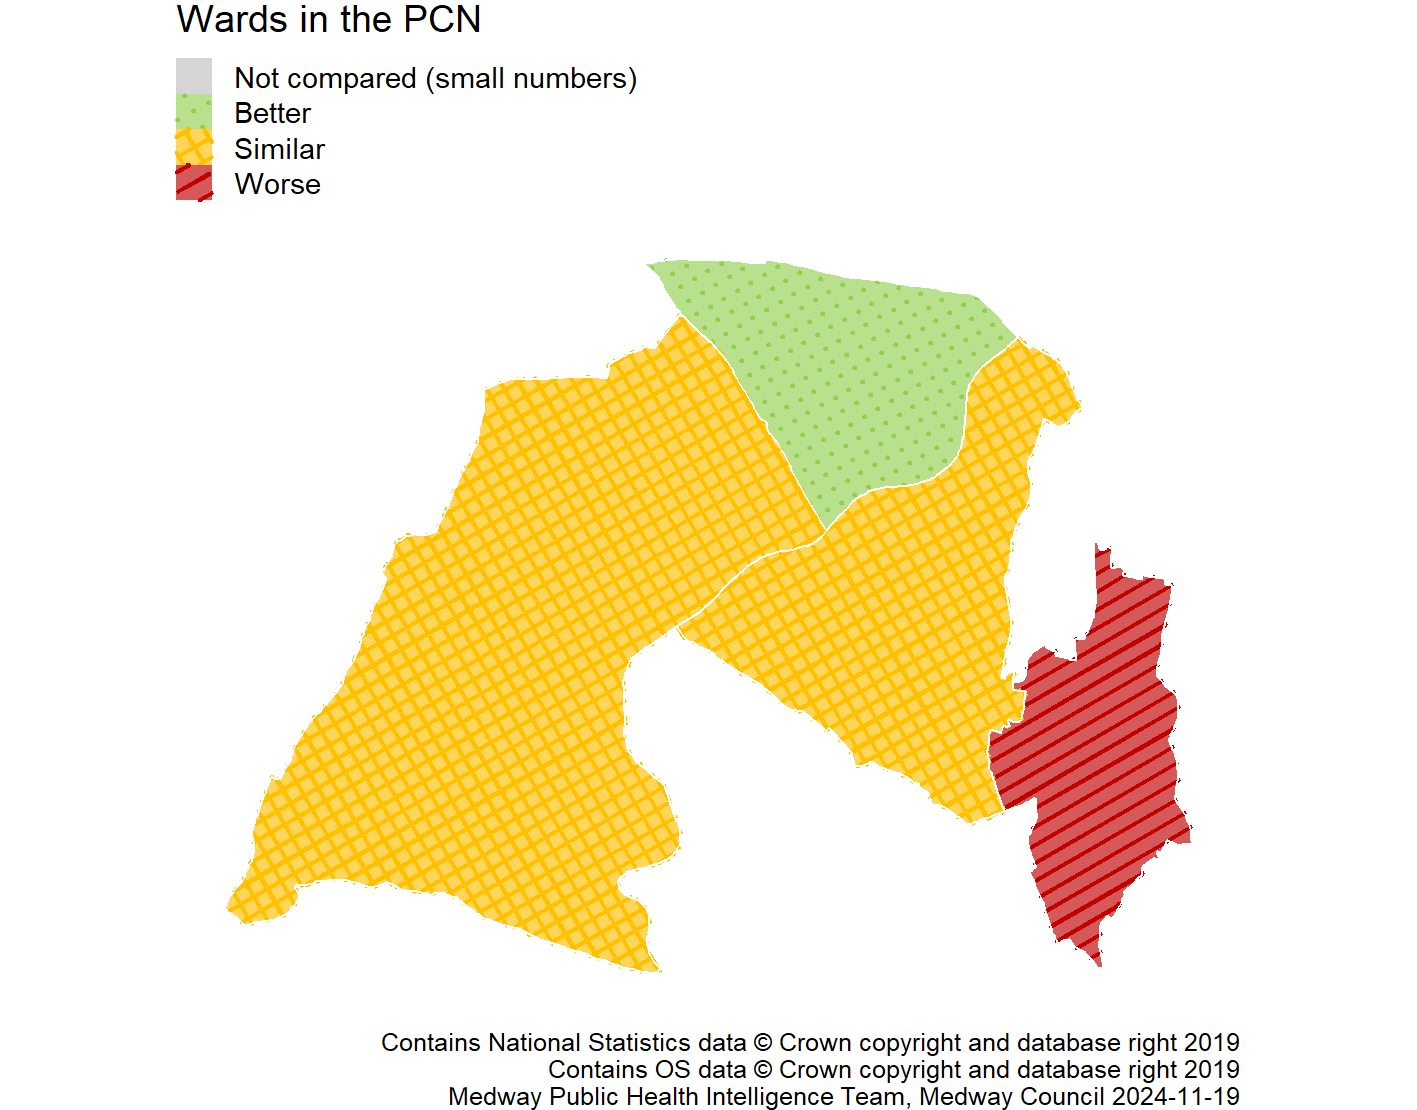 Wards in the PCN
Not compared (small numbers)
Better
Similar
Worse
Contains National Statistics data © Crown copyright and database right 2019
Contains OS data © Crown copyright and database right 2019
Medway Public Health Intelligence Team, Medway Council 2024-11-19